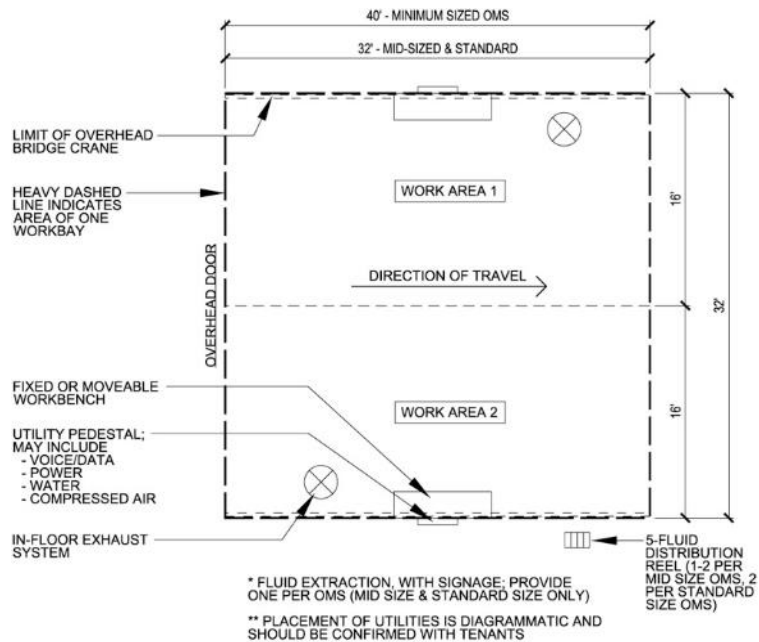 40' - MINIMUM SIZED OMS
32' - MID-SIZED & STANDARD
LIMIT OF OVERHEAD
BRIDGE CRANE
HEAVY DASHED
LINE INDICATES
AREA OF ONE
WORKBAY
OVERHEAD DOOR
WORK AREA 1
16'
DIRECTION OF TRAVEL
32'
FIXED OR MOVEABLE
WORKBENCH
WORK AREA 2
16'
UTILITY PEDESTAL;
MAY INCLUDE
- VOICE/DATA
- POWER
- WATER
- COMPRESSED AIR
IN-FLOOR EXHAUST
SYSTEM
5-FLUID
DISTRIBUTION
REEL (1-2 PER
MID SIZE OMS, 2
PER STANDARD
SIZE OMS)
* FLUID EXTRACTION, WITH SIGNAGE; PROVIDE
ONE PER OMS (MID SIZE & STANDARD SIZE ONLY)
** PLACEMENT OF UTILITIES IS DIAGRAMMATIC AND
SHOULD BE CONFIRMED WITH TENANTS